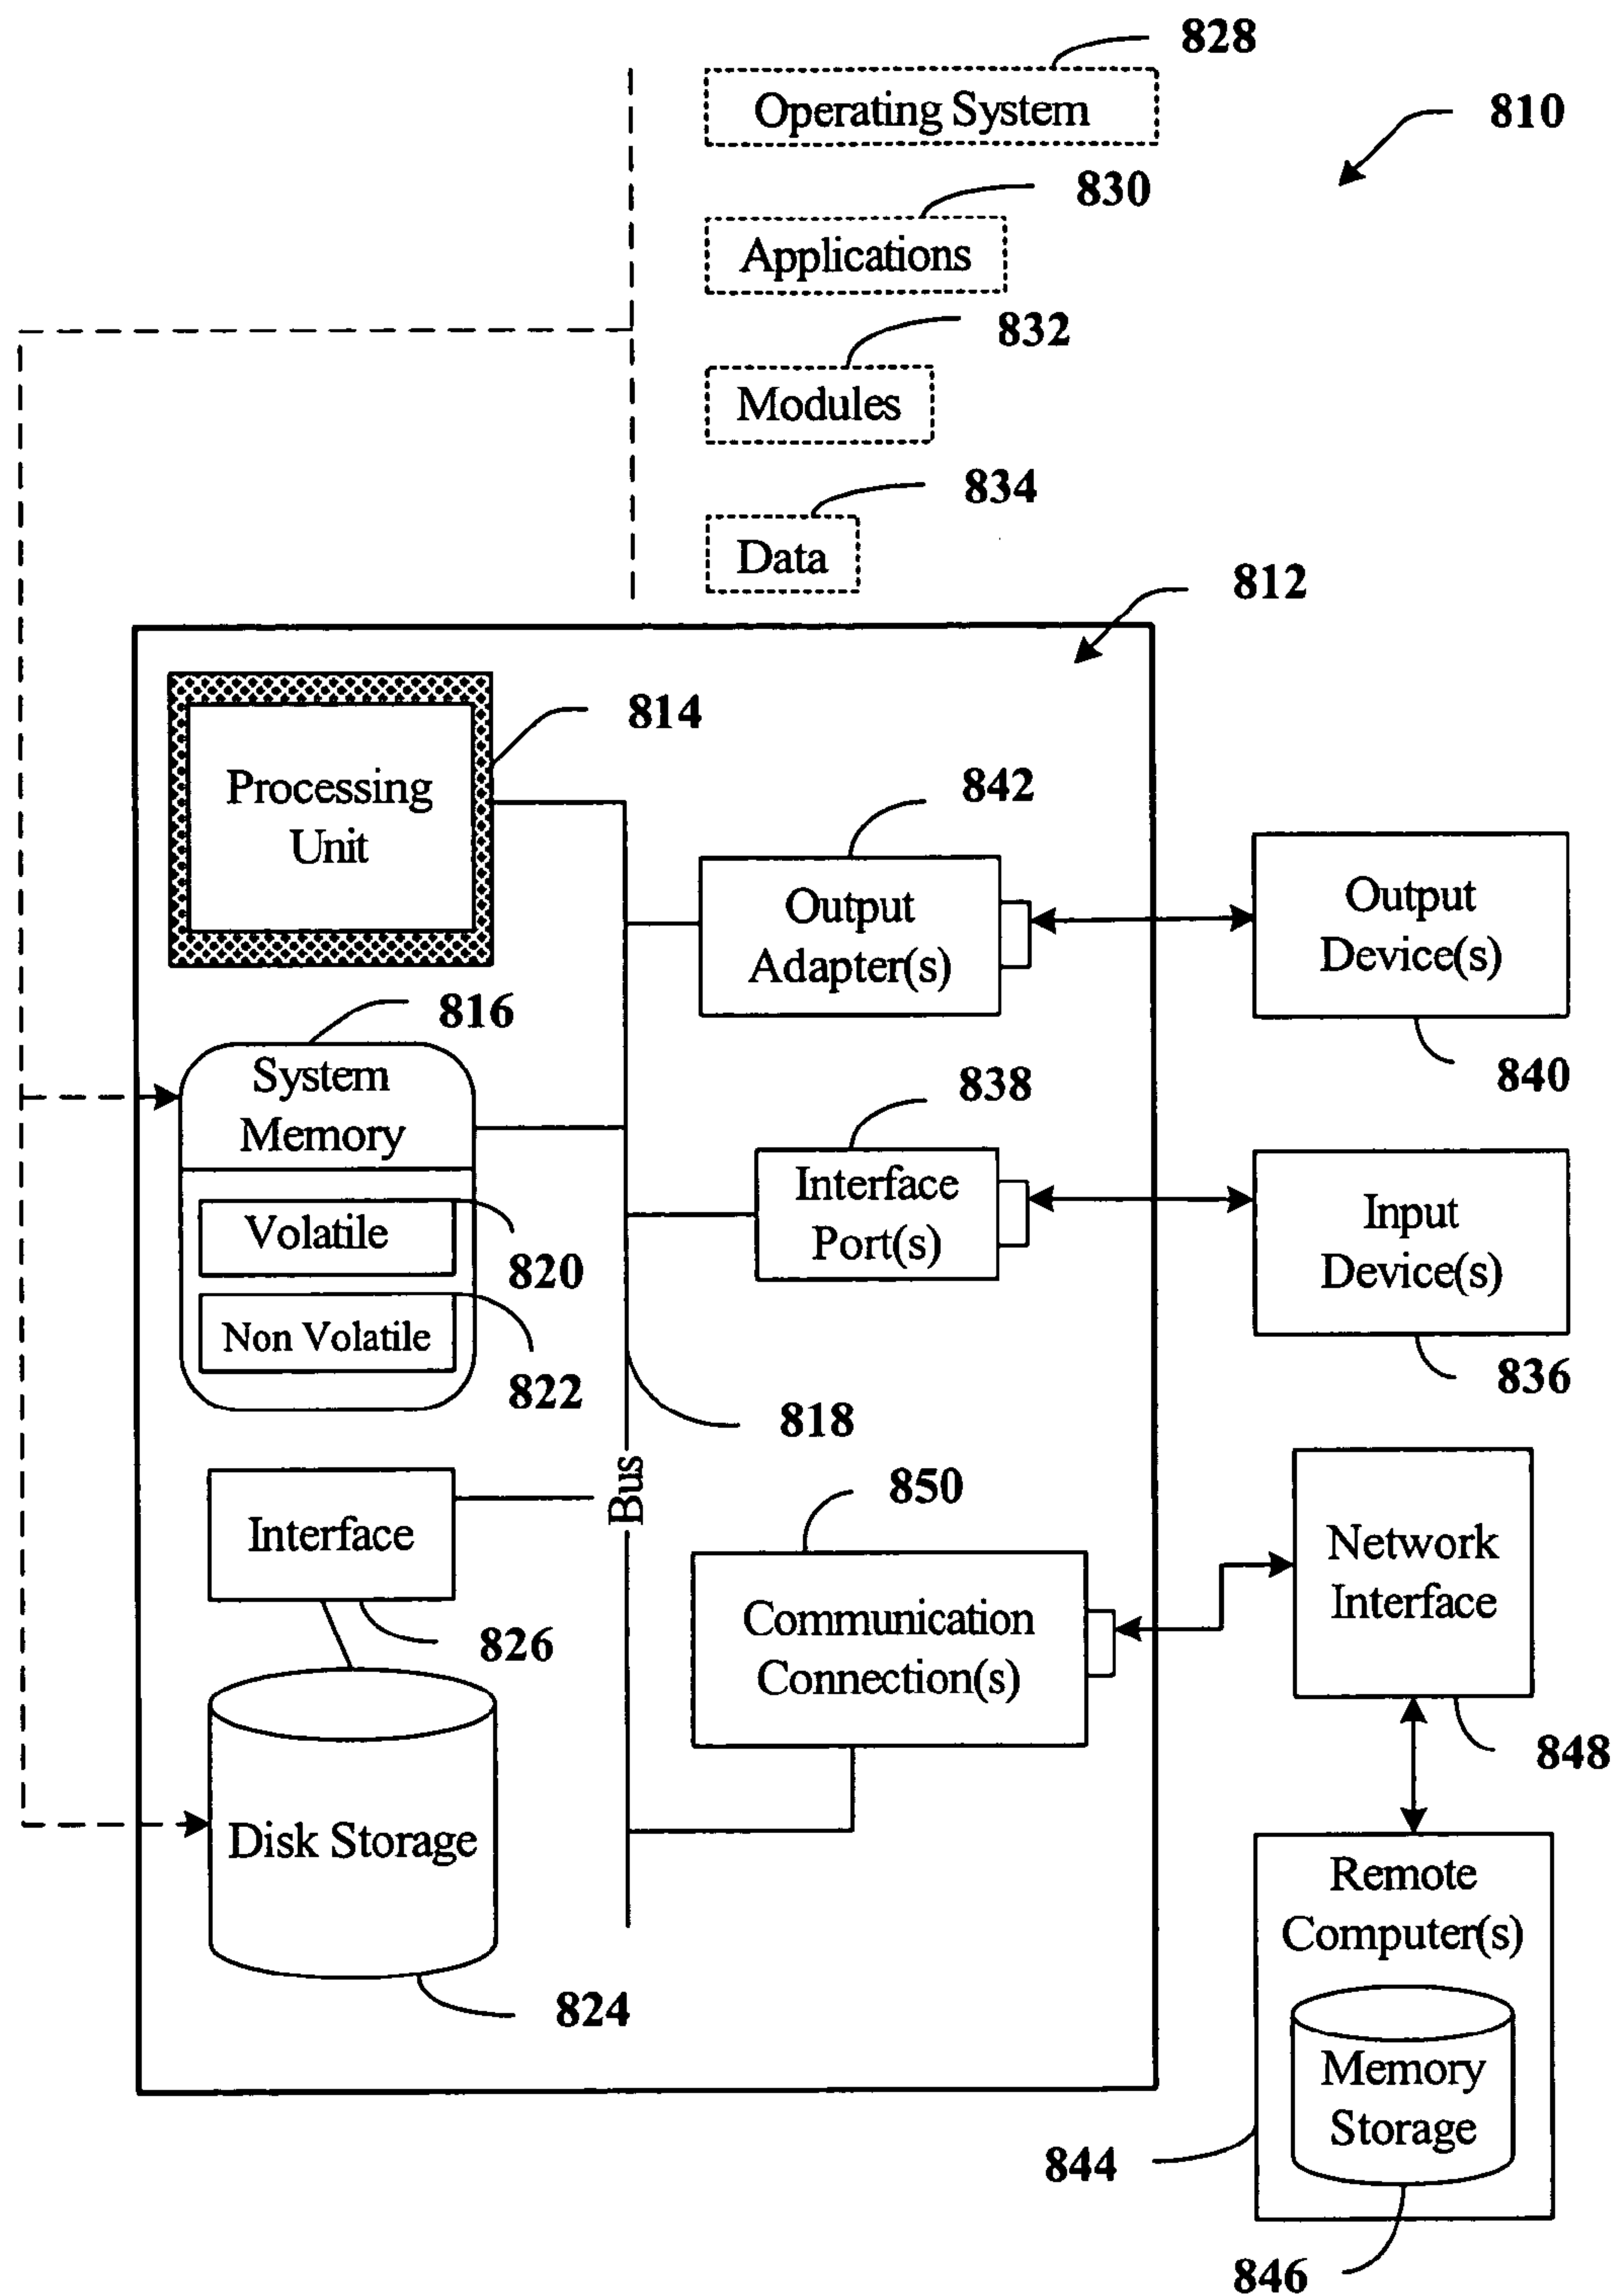 828
Operating System
810
830
Applications
832
Modules
834
Data
812
814
Processing
Unit
842
Output
Adapter(s)
Output
Device(s)
840
816
System
Memory
838
Interface
Port(s)
Input
Device(s)
836
Volatile
820
Non Volatile
822
818
Bus
Interface
826
850
Communication
Connection(s)
Network
Interface
848
Disk Storage
824
Remote
Computer(s)
Memory
Storage
844
846